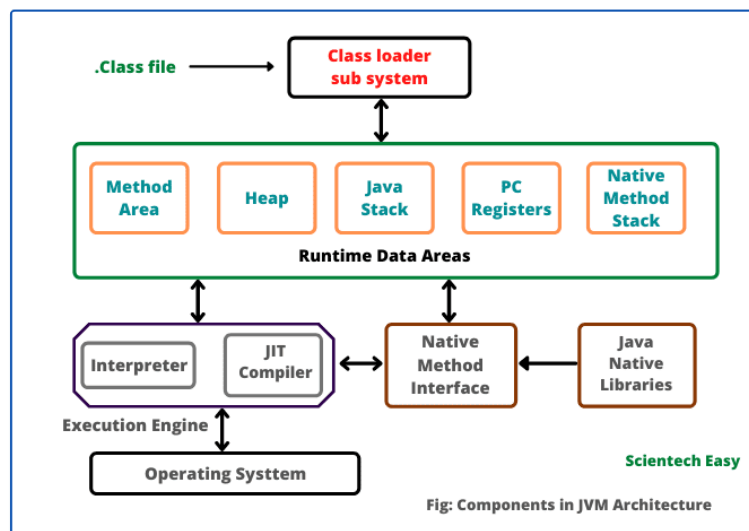 .Class file
Class loader
sub system
Method
Area
Heap
Java
Stack
PC
Registers
Native
Method
Stack
Runtime Data Areas
Interpreter
JIT
Compiler
Native
Method
Interface
Java
Native
Libraries
Execution Engine
Operating Systtem
Scientech Easy
Fig: Components in JVM Architecture